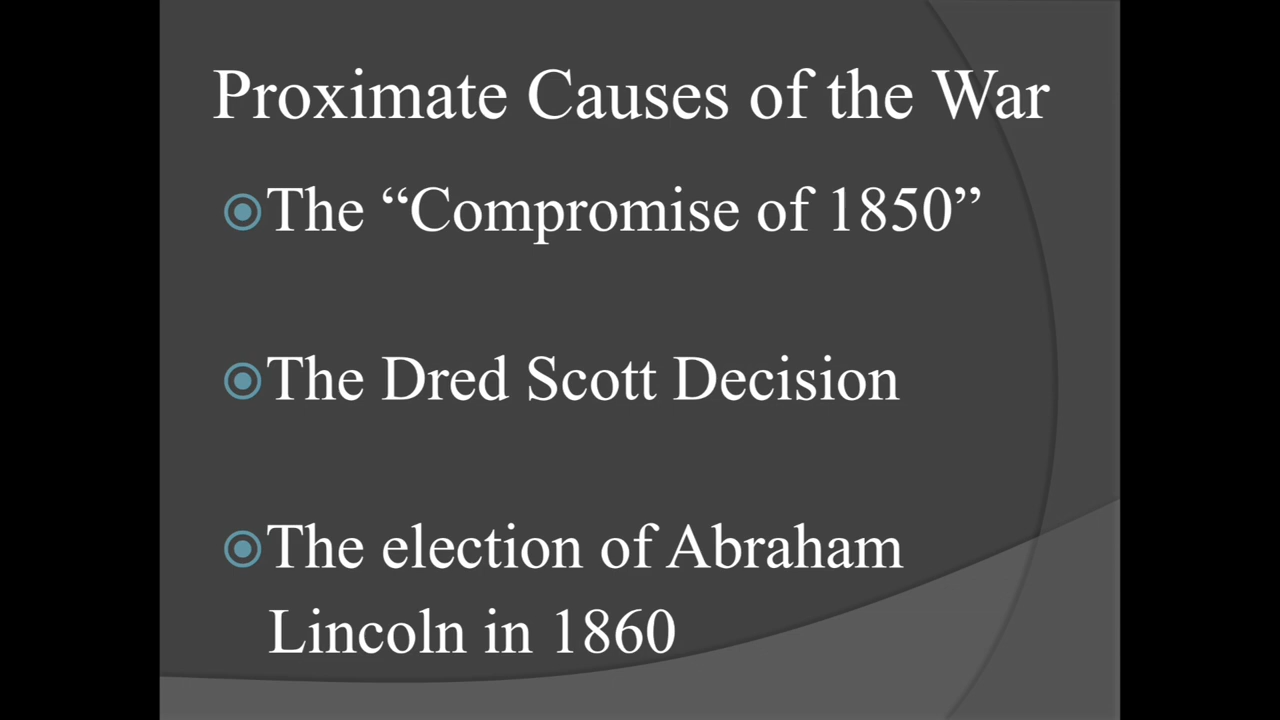 Proximate Causes of the War
The “Compromise of 1850”
The Dred Scott Decision
The election of Abraham
Lincoln in 1860